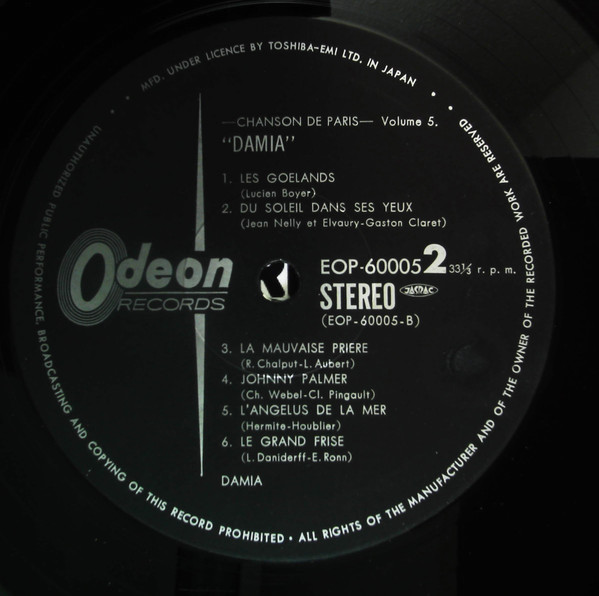 MFD. UNDER LICENCE BY TOSHIBA-EMI LTD. IN JAPAN
—CHANSON DE PARIS— Volume 5.
"DAMIA"
1. LES GOELANDS
(Lucien Boyer)
2. DU SOLEIL DANS SES YEUX
(Jean Nelly et Elvaury-Gaston Claret)
Odeon
RECORDS
EOP-60005 2 33⅓ r. p. m.
STEREO JASRAC
(EOP-60005-B)
3. LA MAUVAISE PRIERE
(R. Chalput-L. Aubert)
4. JOHNNY PALMER
(Ch. Webel-Cl. Pingault)
5. L'ANGELUS DE LA MER
(Hermite-Houblier)
6. LE GRAND FRISE
(L. Daniderff-E. Ronn)
DAMIA
UNAUTHORIZED PUBLIC PERFORMANCE, BROADCASTING AND COPYING OF THIS RECORD PROHIBITED • ALL RIGHTS OF THE MANUFACTURER AND OF THE OWNER OF THE RECORDED WORK ARE RESERVED